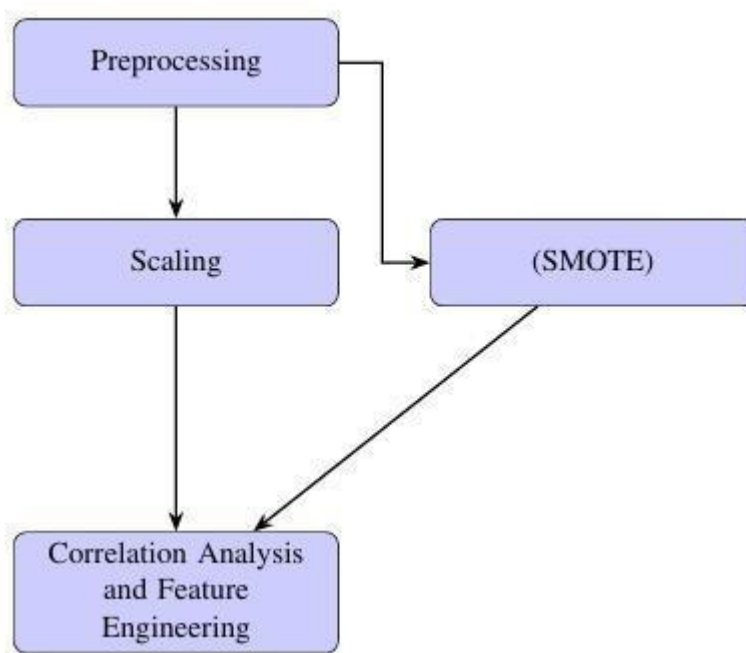 Preprocessing
Scaling
(SMOTE)
Correlation Analysis
and Feature
Engineering